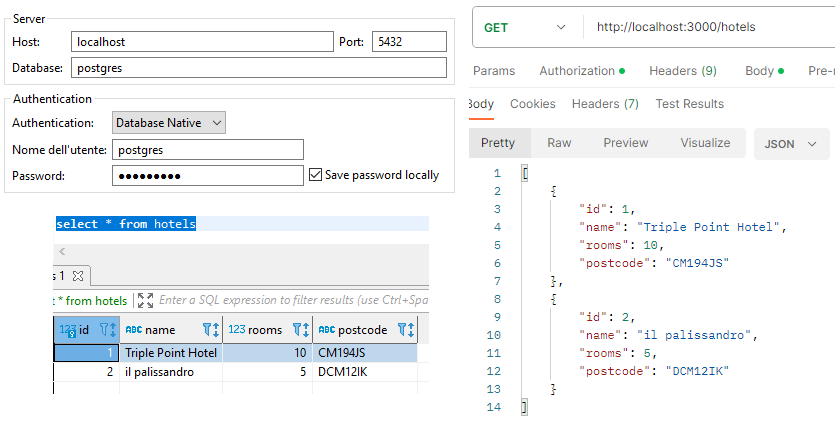 Server
Host: localhost Port: 5432
Database: postgres
Authentication
Authentication: Database Native
Nome dell'utente: postgres
Password: ••••••••• Save password locally
select * from hotels
s 1
t * from hotels Enter a SQL expression to filter results (use Ctrl+Spa
123 id ABC name 123 rooms ABC postcode
1 Triple Point Hotel 10 CM194JS
2 il palissandro 5 DCM12IK
GET http://localhost:3000/hotels
Params Authorization Headers (9) Body Pre-r
Body Cookies Headers (7) Test Results
Pretty Raw Preview Visualize JSON
1 [
2 {
3 "id": 1,
4 "name": "Triple Point Hotel",
5 "rooms": 10,
6 "postcode": "CM194JS"
7 },
8 {
9 "id": 2,
10 "name": "il palissandro",
11 "rooms": 5,
12 "postcode": "DCM12IK"
13 }
14 ]